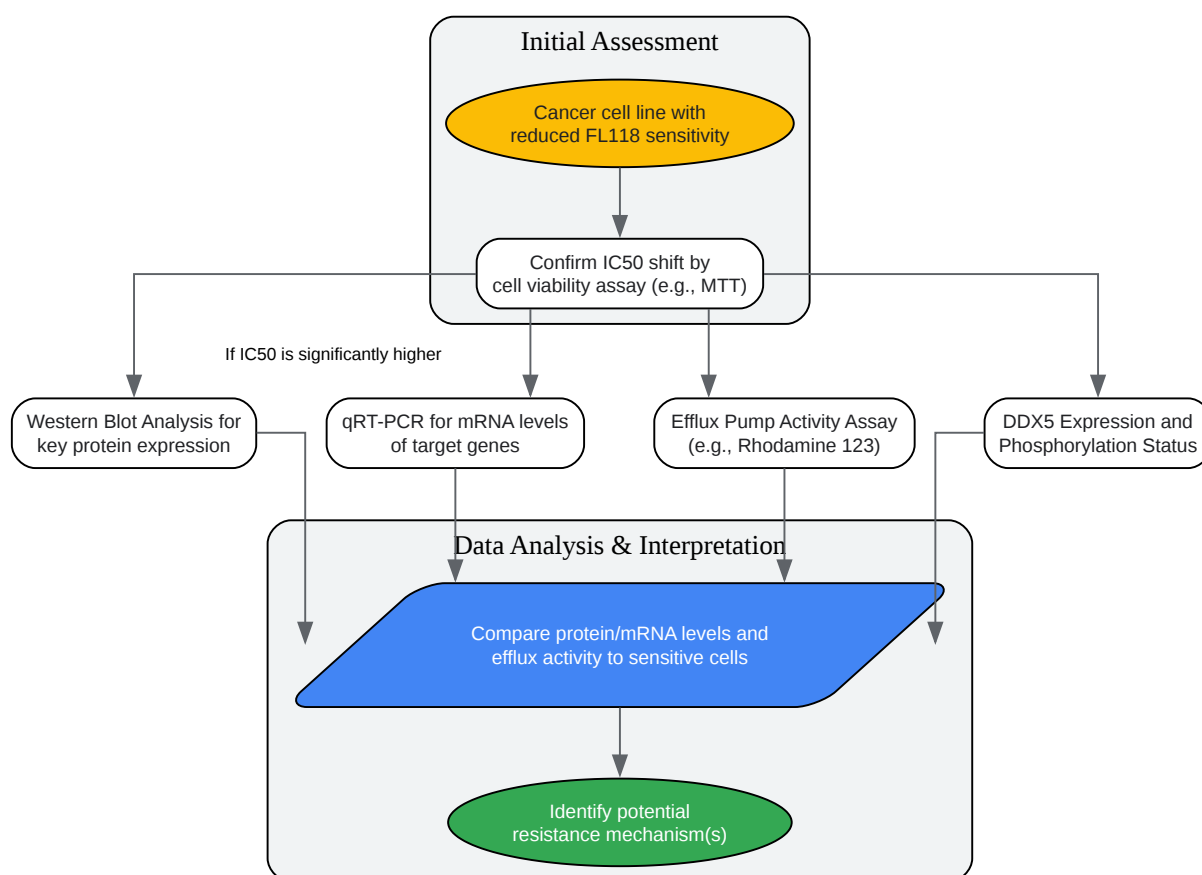 Initial Assessment
Cancer cell line with
reduced FL118 sensitivity
Confirm IC50 shift by
cell viability assay (e.g., MTT)
If IC50 is significantly higher
Western Blot Analysis for
key protein expression
qRT-PCR for mRNA levels
of target genes
Efflux Pump Activity Assay
(e.g., Rhodamine 123)
DDX5 Expression and
Phosphorylation Status
Data Analysis & Interpretation
Compare protein/mRNA levels and
efflux activity to sensitive cells
Identify potential
resistance mechanism(s)